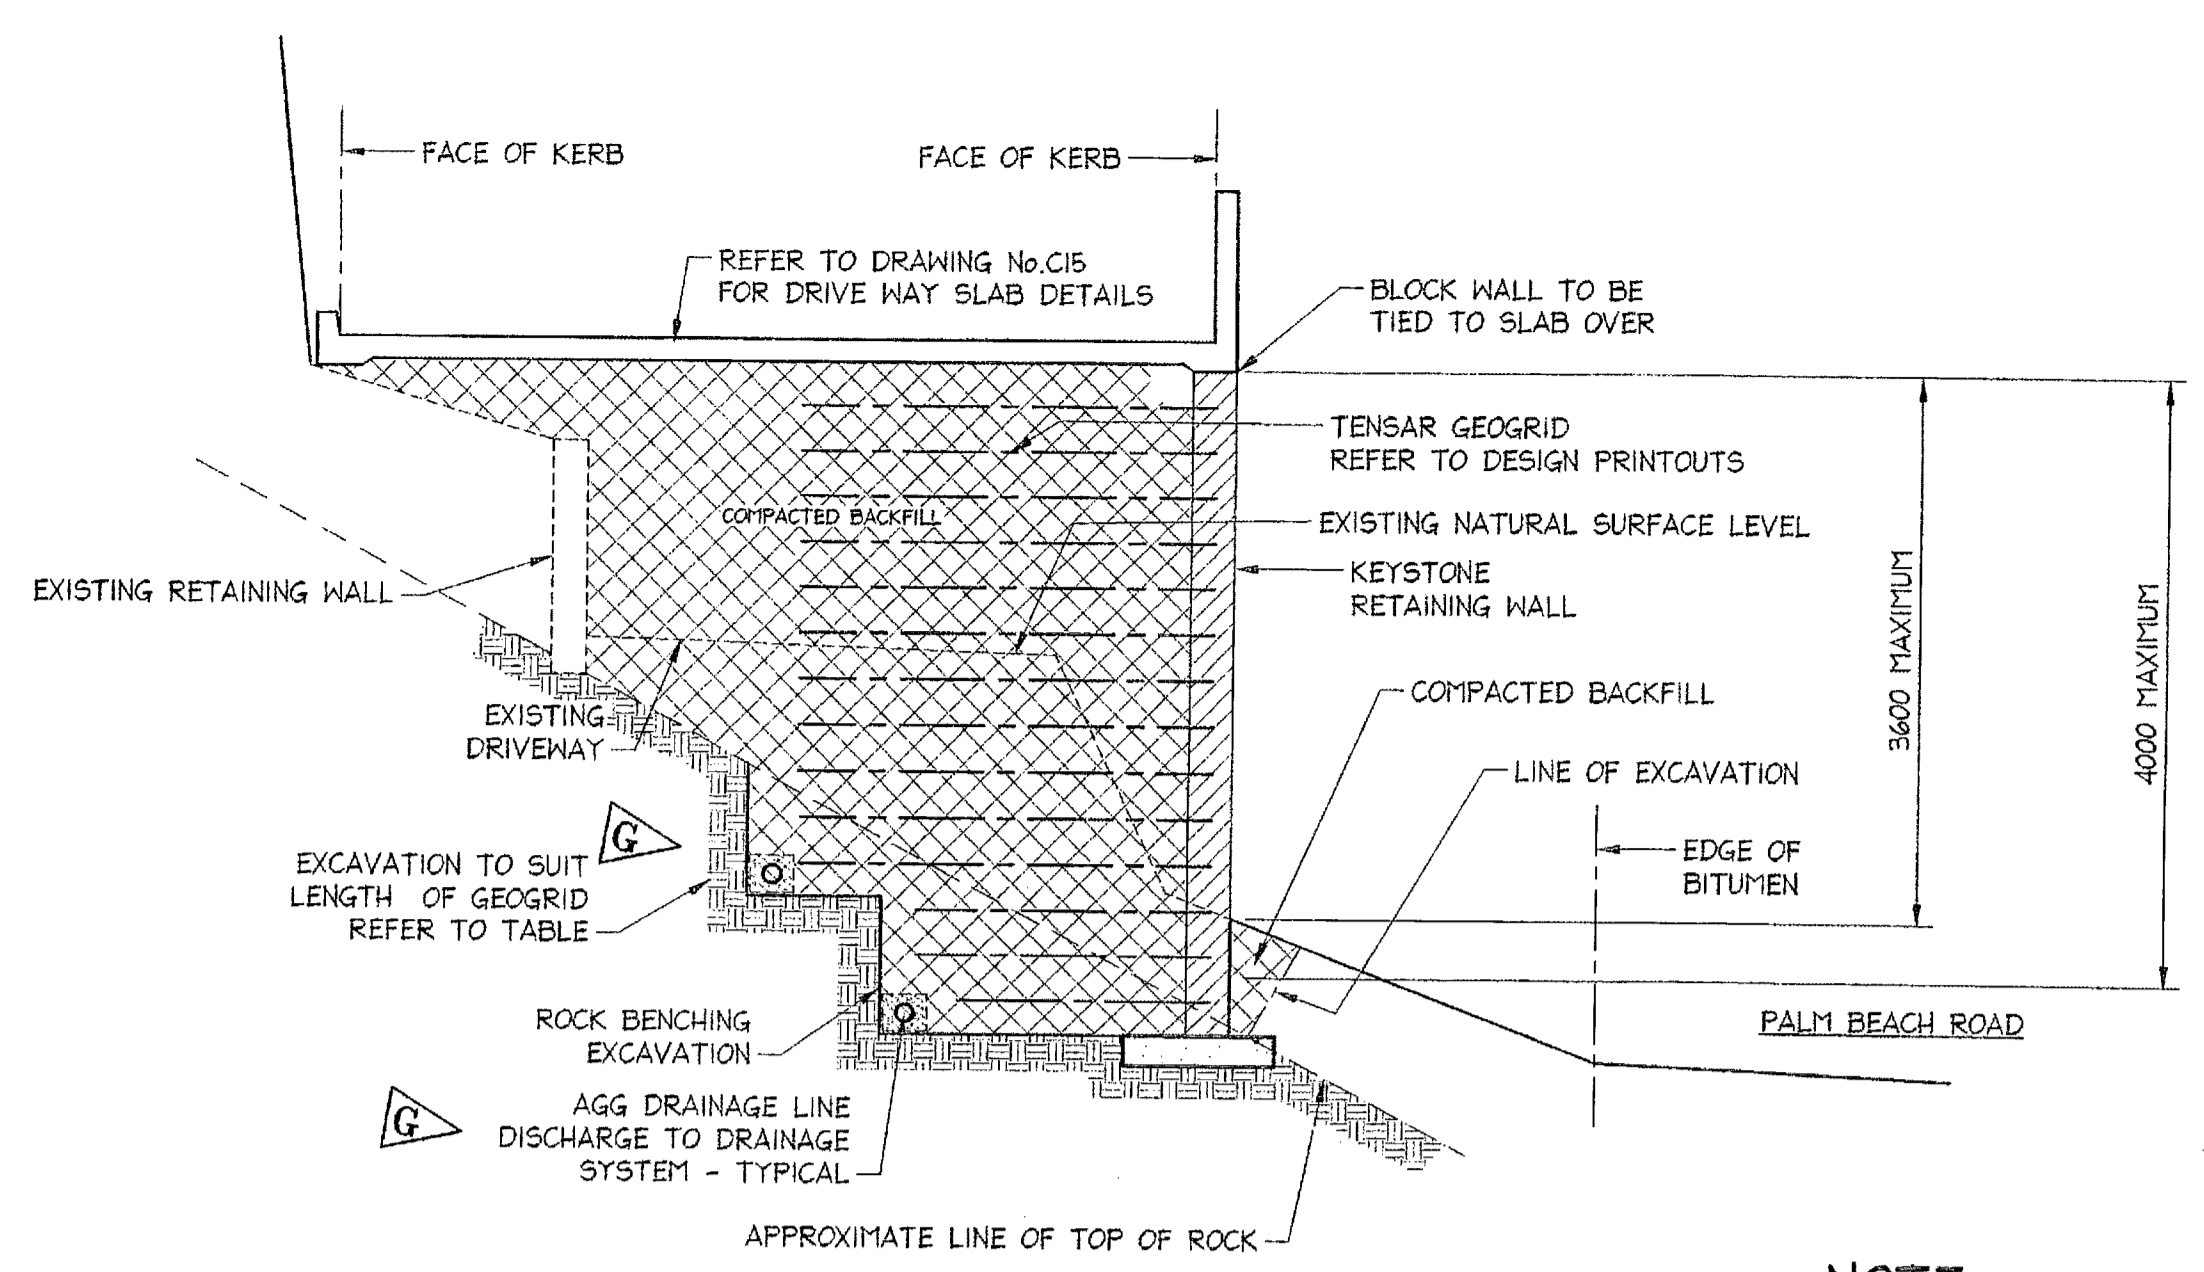 FACE OF KERB
FACE OF KERB
REFER TO DRAWING No.C15
FOR DRIVE WAY SLAB DETAILS
BLOCK WALL TO BE
TIED TO SLAB OVER
TENSAR GEOGRID
REFER TO DESIGN PRINTOUTS
COMPACTED BACKFILL
EXISTING NATURAL SURFACE LEVEL
KEYSTONE
RETAINING WALL
EXISTING RETAINING WALL
3600 MAXIMUM
4000 MAXIMUM
COMPACTED BACKFILL
EXISTING
DRIVEWAY
LINE OF EXCAVATION
G
EXCAVATION TO SUIT
LENGTH OF GEOGRID
REFER TO TABLE
EDGE OF
BITUMEN
ROCK BENCHING
EXCAVATION
PALM BEACH ROAD
G
AGG DRAINAGE LINE
DISCHARGE TO DRAINAGE
SYSTEM - TYPICAL
APPROXIMATE LINE OF TOP OF ROCK